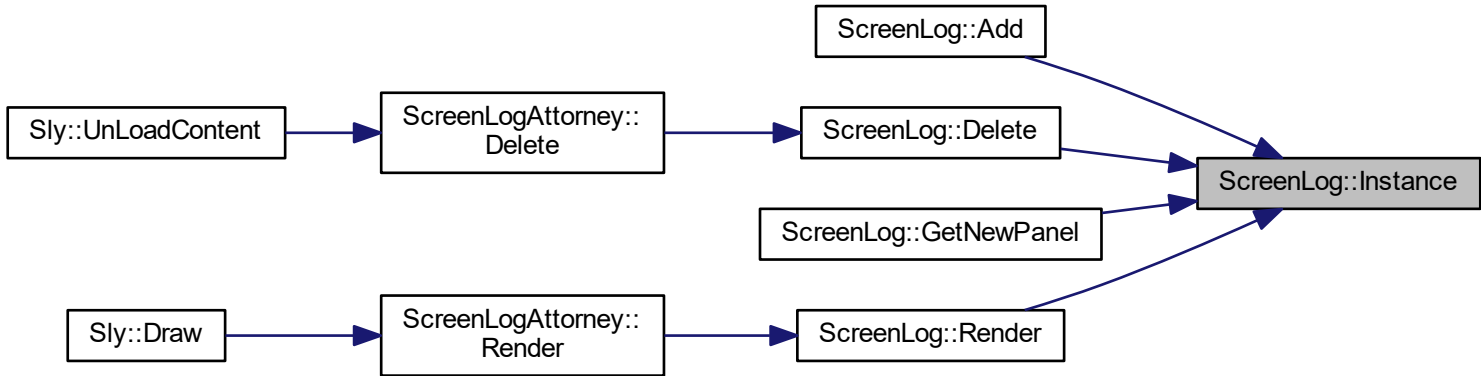 ScreenLog::Add
Sly::UnLoadContent
ScreenLogAttorney::
Delete
ScreenLog::Delete
ScreenLog::Instance
ScreenLog::GetNewPanel
Sly::Draw
ScreenLogAttorney::
Render
ScreenLog::Render